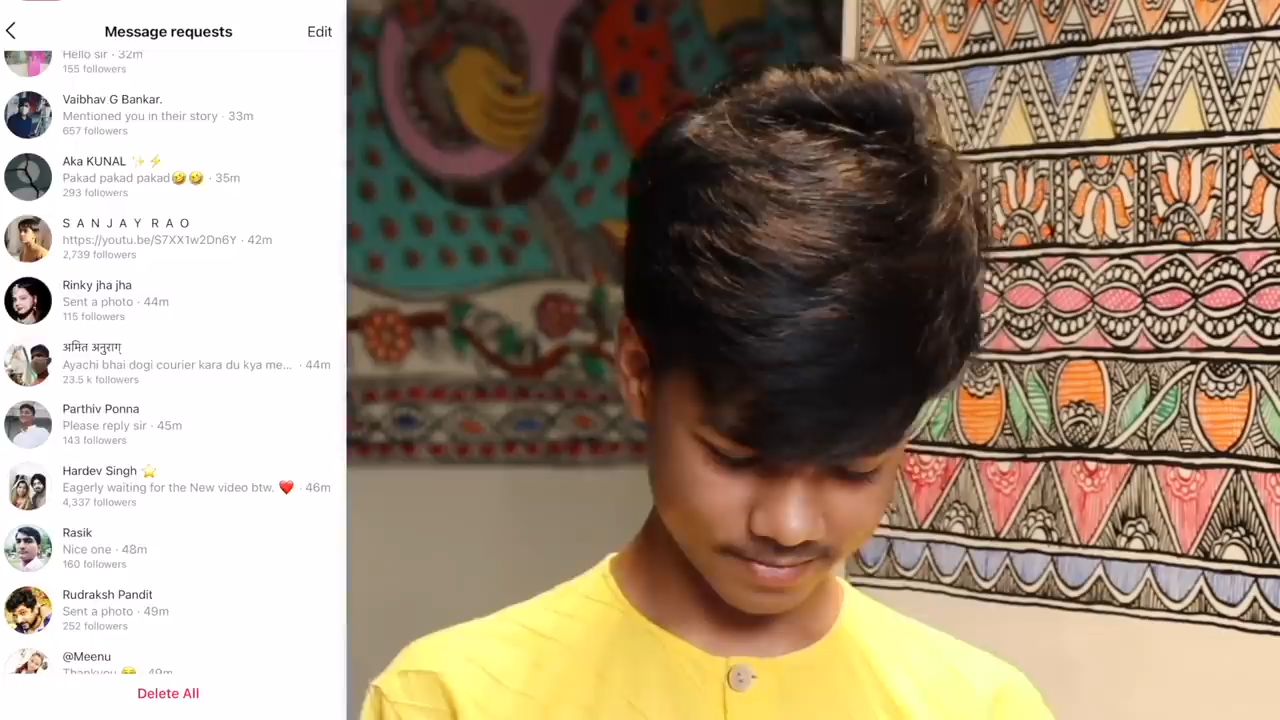 Message requests
Edit
Hello sir · 32m
155 followers
Vaibhav G Bankar.
Mentioned you in their story · 33m
657 followers
Aka KUNAL ✨⚡
Pakad pakad pakad🤣🤣 · 35m
293 followers
S A N J A Y R A O
https://youtu.be/S7XX1w2Dn6Y · 42m
2,739 followers
Rinky jha jha
Sent a photo · 44m
115 followers
अमित अनुराग्
Ayachi bhai dogi courier kara du kya me... · 44m
23.5 k followers
Parthiv Ponna
Please reply sir · 45m
143 followers
Hardev Singh ⭐
Eagerly waiting for the New video btw. ❤️ · 46m
4,337 followers
Rasik
Nice one · 48m
160 followers
Rudraksh Pandit
Sent a photo · 49m
252 followers
@Meenu
Thankyou 😁 · 49m
Delete All